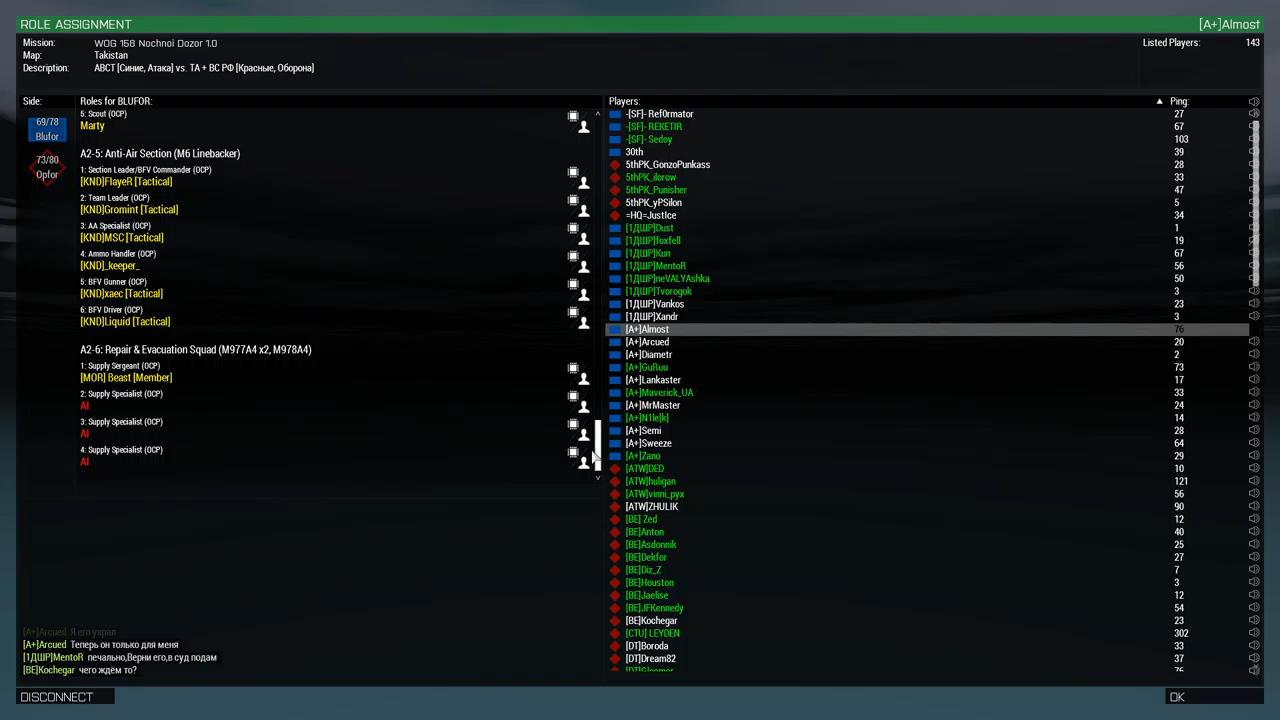 ROLE ASSIGNMENT
[A+]Almost
Mission: WOG 158 Nochnoi Dozor 1.0
Listed Players: 143
Map: Takistan
Description: АВСТ [Синие, Атака] vs. ТА + ВС РФ [Красные, Оборона]
Side:
69/78
Blufor
73/80
Opfor
Roles for BLUFOR:
5: Scout (OCP)
Marty
A2-5: Anti-Air Section (M6 Linebacker)
1: Section Leader/BFV Commander (OCP)
[KND]FlayeR [Tactical]
2: Team Leader (OCP)
[KND]Gromint [Tactical]
3: AA Specialist (OCP)
[KND]MSC [Tactical]
4: Ammo Handler (OCP)
[KND]_keeper_
5: BFV Gunner (OCP)
[KND]xaec [Tactical]
6: BFV Driver (OCP)
[KND]Liquid [Tactical]
A2-6: Repair & Evacuation Squad (M977A4 x2, M978A4)
1: Supply Sergeant (OCP)
[MOR] Beast [Member]
2: Supply Specialist (OCP)
AI
3: Supply Specialist (OCP)
AI
4: Supply Specialist (OCP)
AI
Players: Ping:
-[SF]- Ref0rmator 27
-[SF]- REKETIR 67
-[SF]- Sedoy 103
30th 39
5thPK_GonzoPunkass 28
5thPK_ilorow 33
5thPK_Punisher 47
5thPK_yPSilon 5
=HQ=JustIce 34
[1ДШР]Dust 1
[1ДШР]foxfell 19
[1ДШР]Kun 67
[1ДШР]MentoR 56
[1ДШР]neVALYAshka 50
[1ДШР]Tvorogok 3
[1ДШР]Vankos 23
[1ДШР]Xandr 3
[A+]Almost 76
[A+]Arcued 20
[A+]Diametr 2
[A+]GuRuu 73
[A+]Lankaster 17
[A+]Maverick_UA 33
[A+]MrMaster 24
[A+]N1le[k] 14
[A+]Semi 28
[A+]Sweeze 64
[A+]Zano 29
[ATW]DED 10
[ATW]huligan 121
[ATW]vinni_pyx 56
[ATW]ZHULIK 90
[BE] Zed 12
[BE]Anton 40
[BE]Asdonnik 25
[BE]Dekfor 27
[BE]Diz_Z 7
[BE]Houston 3
[BE]Jaelise 12
[BE]JFKennedy 54
[BE]Kochegar 23
[CTU] LEYDEN 302
[DT]Boroda 33
[DT]Dream82 37
[A+]Arcued Я его украл
[A+]Arcued Теперь он только для меня
[1ДШР]MentoR печально,Верни его,в суд подам
[BE]Kochegar чего ждём то?
DISCONNECT
OK